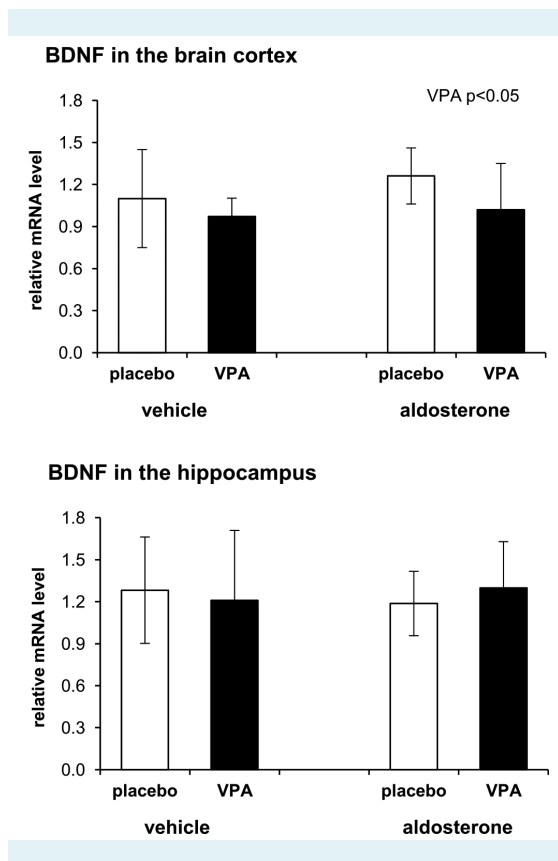 BDNF in the brain cortex
VPA p<0.05
relative mRNA level
1.8
1.5
1.2
0.9
0.6
0.3
0.0
placebo VPA placebo VPA
vehicle aldosterone
BDNF in the hippocampus
relative mRNA level
1.8
1.5
1.2
0.9
0.6
0.3
0.0
placebo VPA placebo VPA
vehicle aldosterone